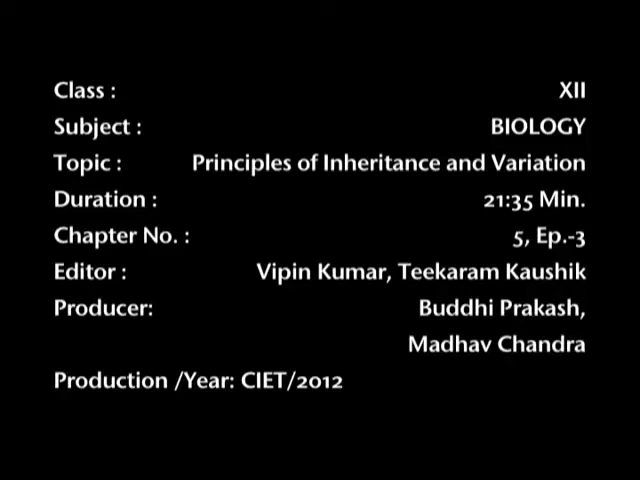 Class : XII
Subject : BIOLOGY
Topic : Principles of Inheritance and Variation
Duration : 21:35 Min.
Chapter No. : 5, Ep.-3
Editor : Vipin Kumar, Teekaram Kaushik
Producer: Buddhi Prakash,
Madhav Chandra
Production /Year: CIET/2012